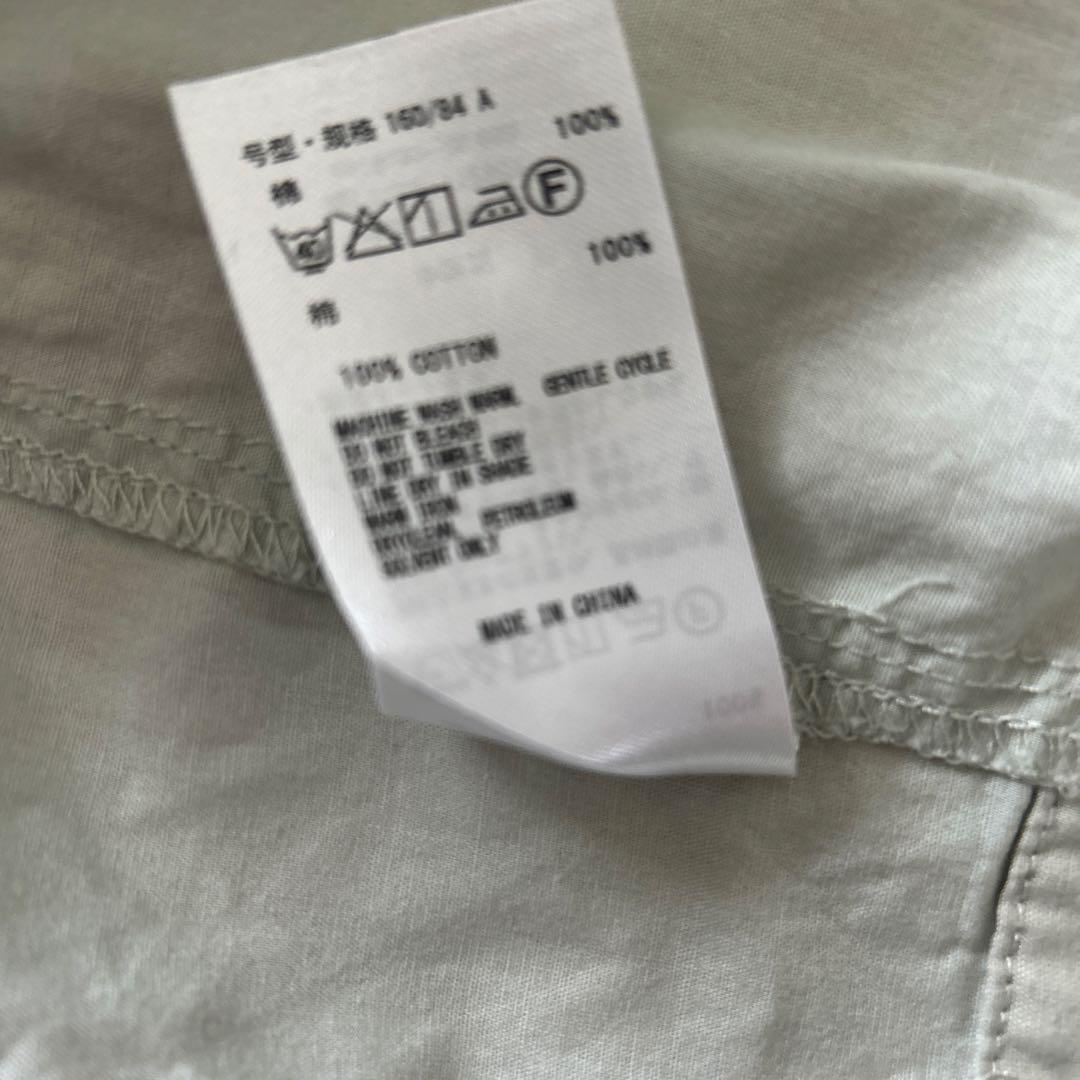 号型・规格 160/84 A
100%
棉
40 F
100%
棉
100% COTTON
MACHINE WASH WARM, GENTLE CYCLE
DO NOT BLEACH
DO NOT TUMBLE DRY
LINE DRY IN SHADE
WARM IRON
DRYCLEAN, PETROLEUM
SOLVENT ONLY
MADE IN CHINA